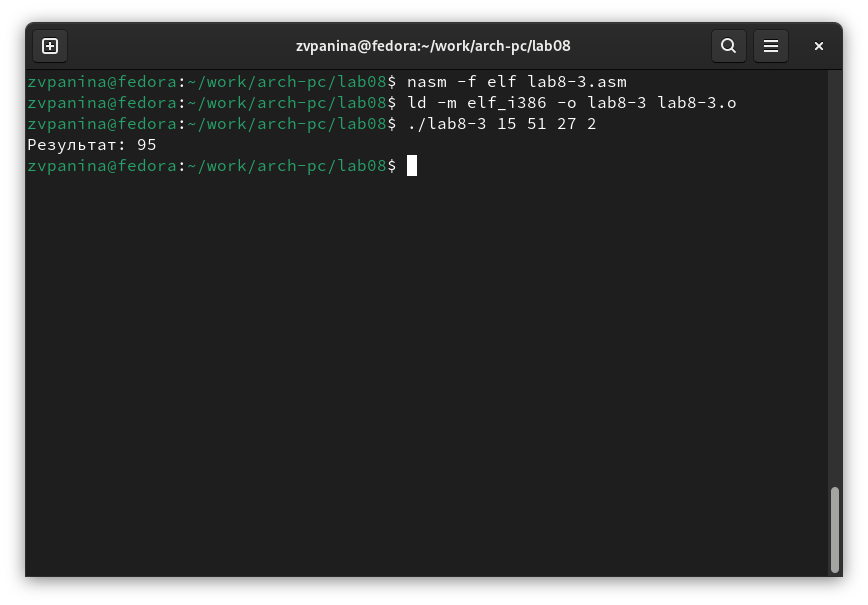 zvpanina@fedora:~/work/arch-pc/lab08
zvpanina@fedora:~/work/arch-pc/lab08$ nasm -f elf lab8-3.asm
zvpanina@fedora:~/work/arch-pc/lab08$ ld -m elf_i386 -o lab8-3 lab8-3.o
zvpanina@fedora:~/work/arch-pc/lab08$ ./lab8-3 15 51 27 2
Результат: 95
zvpanina@fedora:~/work/arch-pc/lab08$